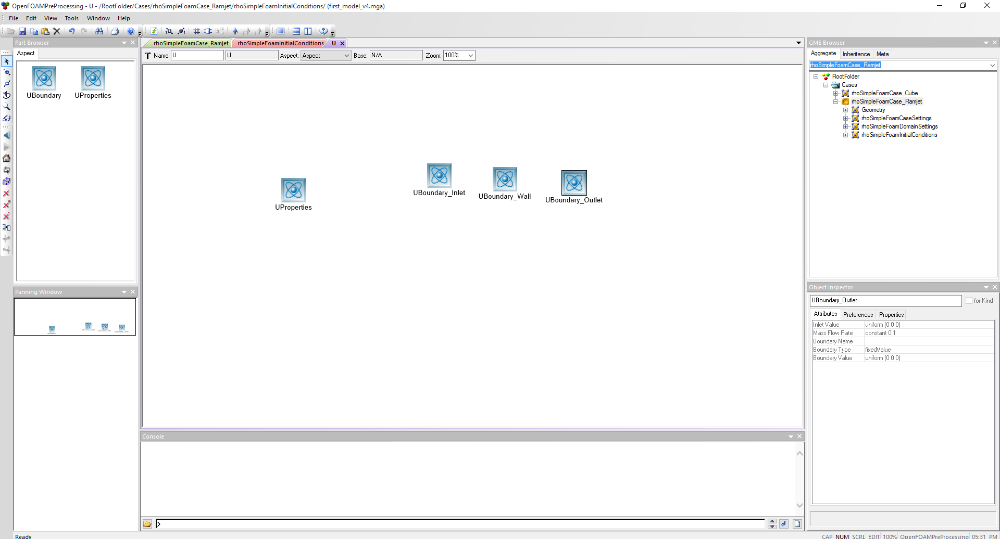 OpenFOAMPreProcessing - U - /RootFolder/Cases/rhoSimpleFoamCase_Ramjet/rhoSimpleFoamInitialConditions/ (first_model_v4.mga)
File Edit View Tools Window Help
Part Browser
Aspect
UBoundary UProperties
Panning Window
rhoSimpleFoamCase_Ramjet rhoSimpleFoamInitialConditions U
Name: U U Aspect: Aspect Base: N/A Zoom: 100%
UBoundary_Inlet
UBoundary_Wall
UBoundary_Outlet
UProperties
Console
>
GME Browser
Aggregate Inheritance Meta
rhoSimpleFoamCase_Ramjet
RootFolder
Cases
rhoSimpleFoamCase_Cube
rhoSimpleFoamCase_Ramjet
Geometry
rhoSimpleFoamCaseSettings
rhoSimpleFoamDomainSettings
rhoSimpleFoamInitialConditions
Object Inspector
UBoundary_Outlet for Kind
Attributes Preferences Properties
Inlet Value uniform (0 0 0)
Mass Flow Rate constant 0.1
Boundary Name
Boundary Type fixedValue
Boundary Value uniform (0 0 0)
Ready CAP NUM SCRL EDIT 100% OpenFOAMPreProcessing 05:31 PM